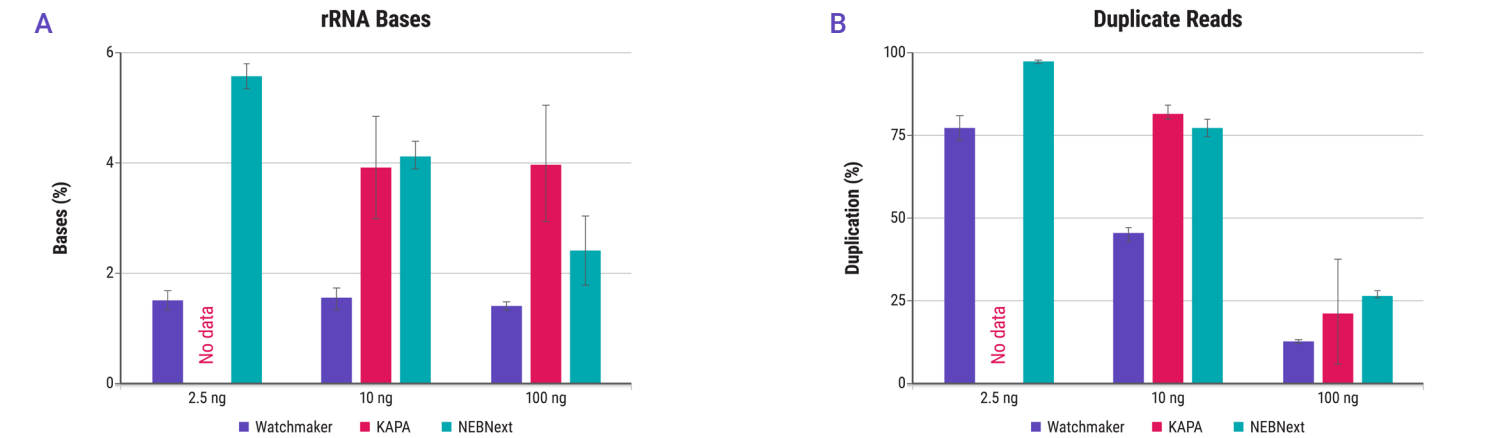 A
rRNA Bases
Bases (%)
6
4
2
0
No data
2.5 ng
10 ng
100 ng
Watchmaker
KAPA
NEBNext
B
Duplicate Reads
Duplication (%)
100
75
50
25
0
No data
2.5 ng
10 ng
100 ng
Watchmaker
KAPA
NEBNext